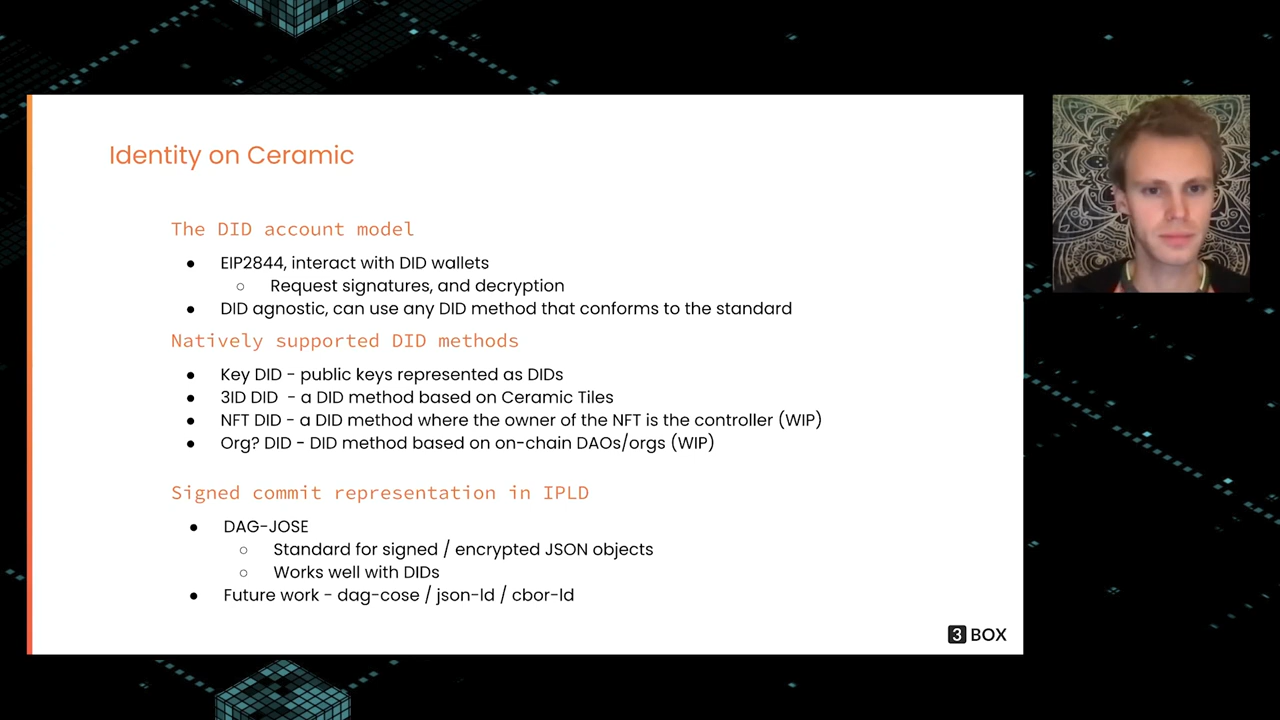 Identity on Ceramic
The DID account model
● EIP2844, interact with DID wallets
○ Request signatures, and decryption
● DID agnostic, can use any DID method that conforms to the standard
Natively supported DID methods
● Key DID - public keys represented as DIDs
● 3ID DID - a DID method based on Ceramic Tiles
● NFT DID - a DID method where the owner of the NFT is the controller (WIP)
● Org? DID - DID method based on on-chain DAOs/orgs (WIP)
Signed commit representation in IPLD
● DAG-JOSE
○ Standard for signed / encrypted JSON objects
○ Works well with DIDs
● Future work - dag-cose / json-ld / cbor-ld
3 BOX